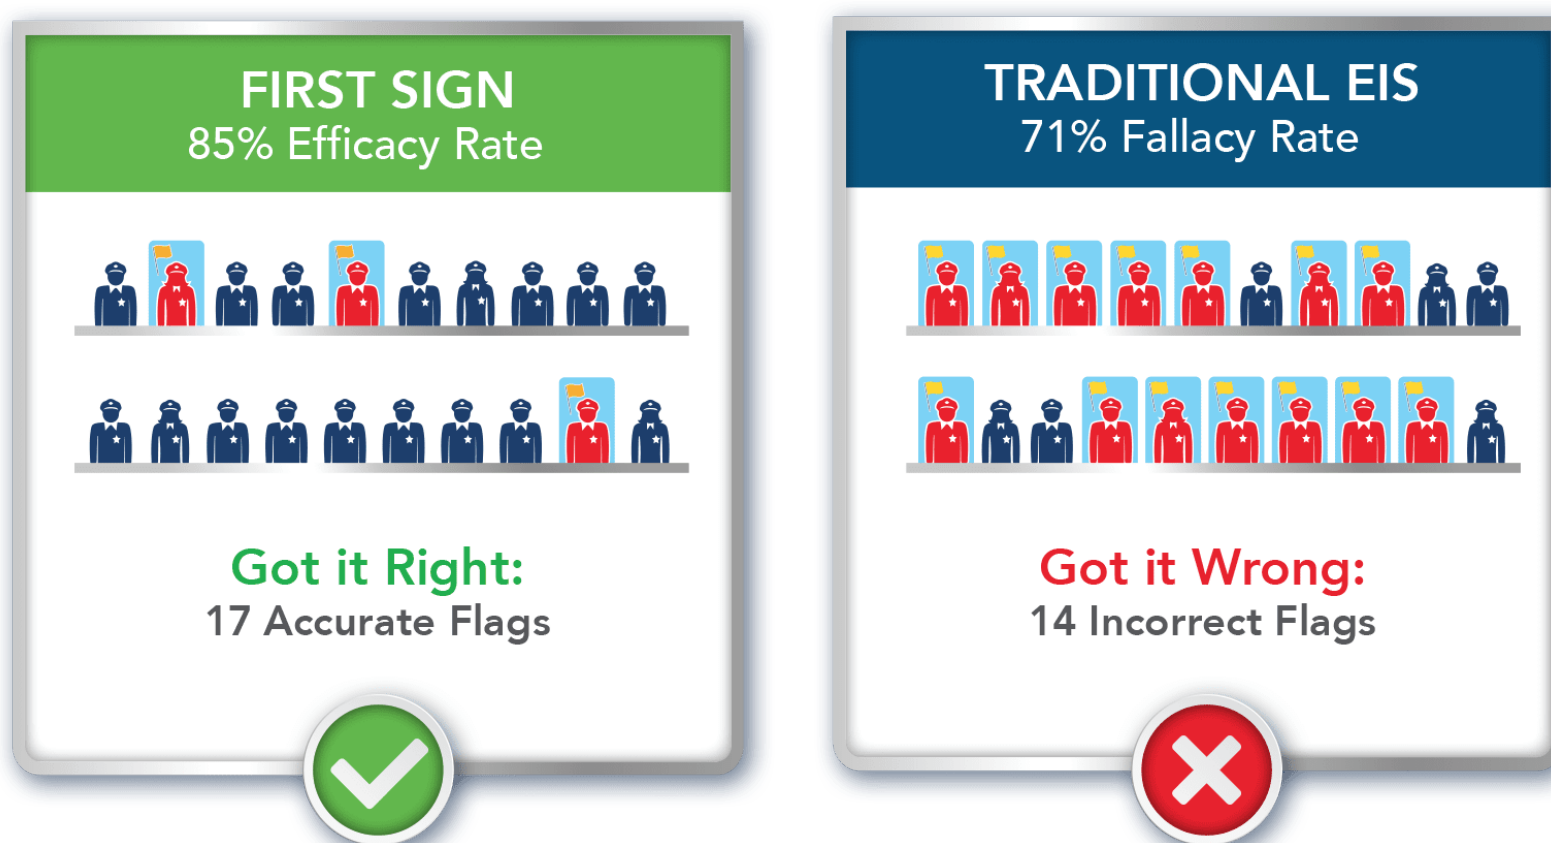 FIRST SIGN
85% Efficacy Rate
Got it Right:
17 Accurate Flags
TRADITIONAL EIS
71% Fallacy Rate
Got it Wrong:
14 Incorrect Flags